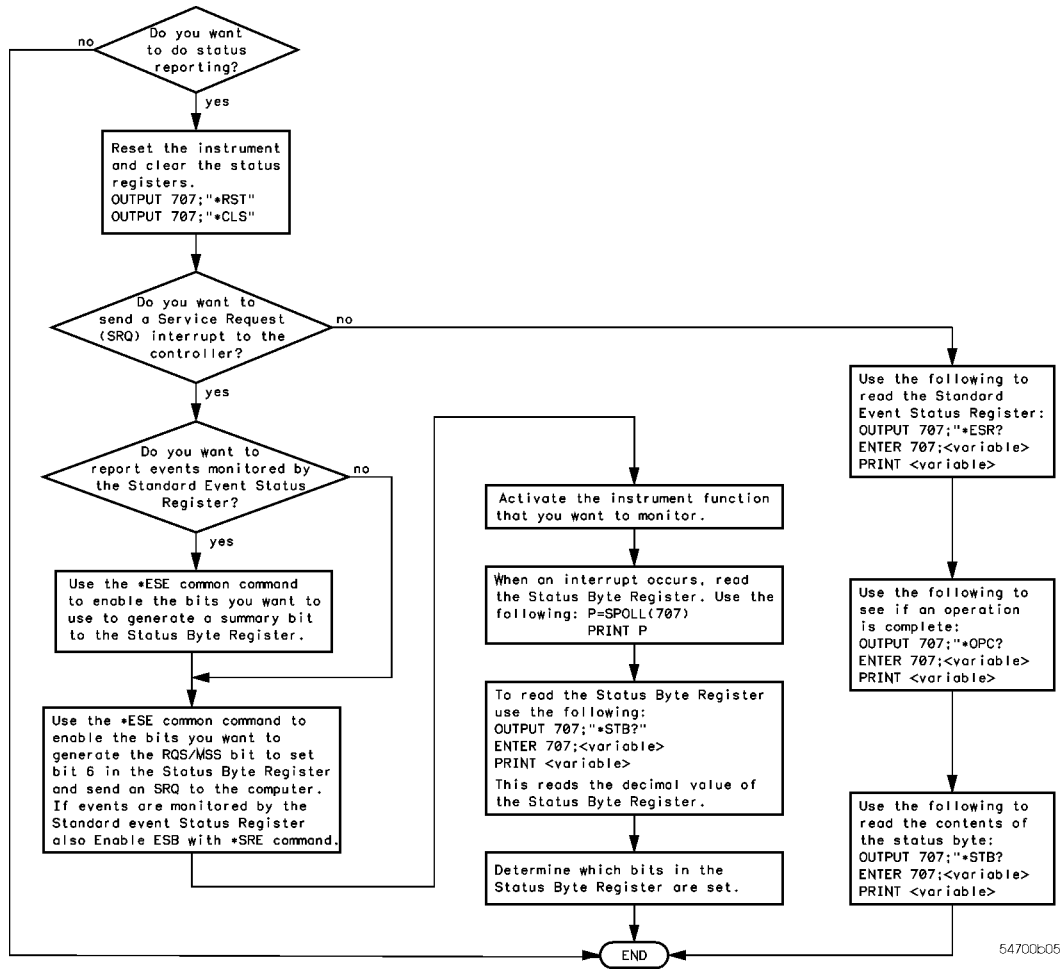 Do you want
to do status
reporting?
no
yes
Reset the instrument
and clear the status
registers.
OUTPUT 707;"*RST"
OUTPUT 707;"*CLS"
Do you want to
send a Service Request
(SRQ) interrupt to the
controller?
no
yes
Do you want to
report events monitored by
the Standard Event Status
Register?
no
yes
Use the *ESE common command
to enable the bits you want to
use to generate a summary bit
to the Status Byte Register.
Use the *ESE common command to
enable the bits you want to
generate the RQS/MSS bit to set
bit 6 in the Status Byte Register
and send an SRQ to the computer.
If events are monitored by the
Standard event Status Register
also Enable ESB with *SRE command.
Activate the instrument function
that you want to monitor.
When an interrupt occurs, read
the Status Byte Register. Use the
following: P=SPOLL(707)
PRINT P
To read the Status Byte Register
use the following:
OUTPUT 707;"*STB?"
ENTER 707;<variable>
PRINT <variable>
This reads the decimal value of
the Status Byte Register.
Determine which bits in the
Status Byte Register are set.
Use the following to
read the Standard
Event Status Register:
OUTPUT 707;"*ESR?
ENTER 707;<variable>
PRINT <variable>
Use the following to
see if an operation
is complete:
OUTPUT 707;"*OPC?
ENTER 707;<variable>
PRINT <variable>
Use the following to
read the contents of
the status byte:
OUTPUT 707;"*STB?
ENTER 707;<variable>
PRINT <variable>
END
54700b05